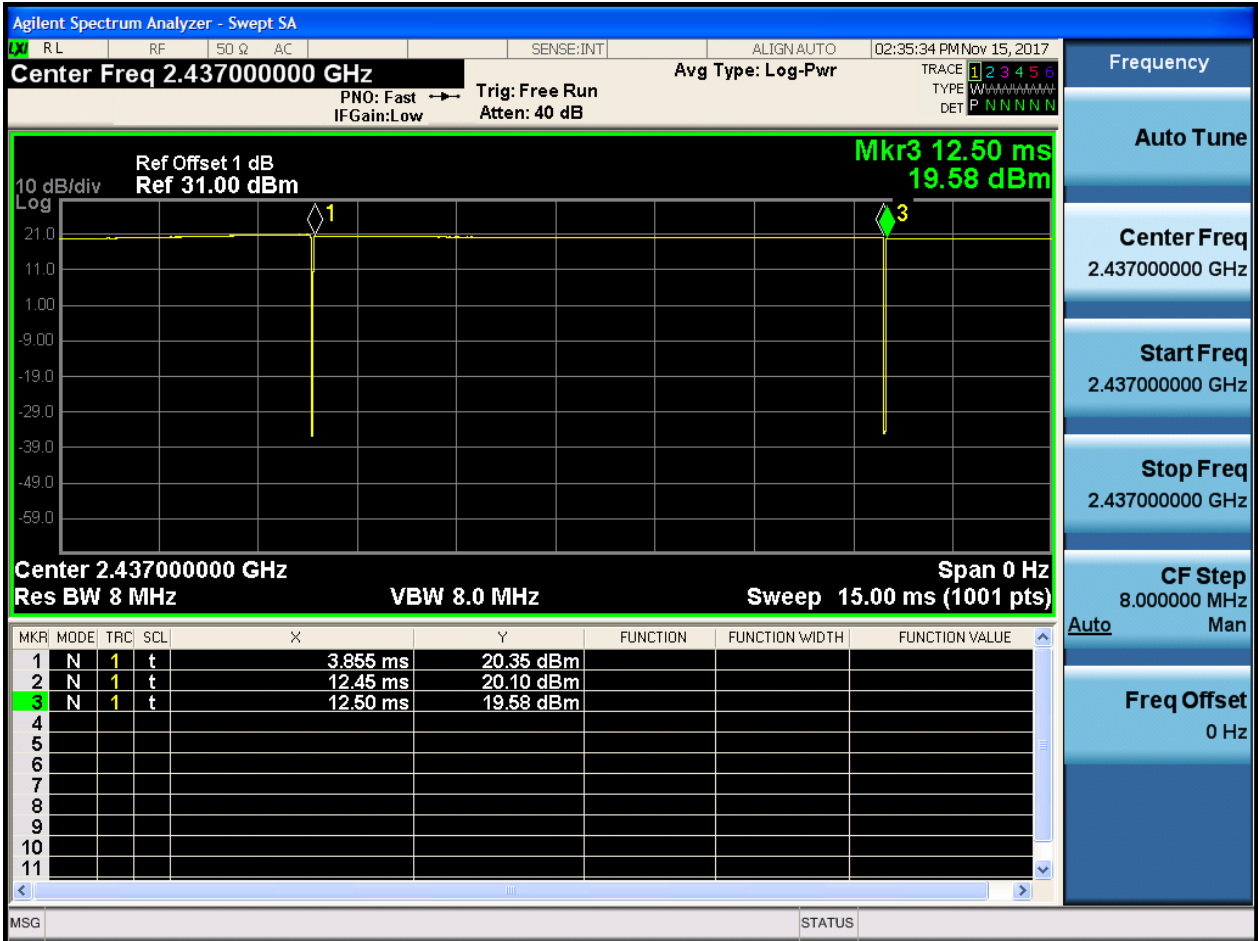 Agilent Spectrum Analyzer - Swept SA
LXI RL RF 50 Ω AC SENSE:INT ALIGN AUTO 02:35:34 PM Nov 15, 2017
Center Freq 2.437000000 GHz
PNO: Fast
IFGain:Low
Trig: Free Run
Atten: 40 dB
Avg Type: Log-Pwr
TRACE 1 2 3 4 5 6
TYPE WWWWWW
DET P N N N N N
Mkr3 12.50 ms
19.58 dBm
Ref Offset 1 dB
10 dB/div Ref 31.00 dBm
Log
1
3
21.0
11.0
1.00
-9.00
-19.0
-29.0
-39.0
-49.0
-59.0
Center 2.437000000 GHz Span 0 Hz
Res BW 8 MHz VBW 8.0 MHz Sweep 15.00 ms (1001 pts)
MKR MODE TRC SCL X Y FUNCTION FUNCTION WIDTH FUNCTION VALUE
1 N 1 t 3.855 ms 20.35 dBm
2 N 1 t 12.45 ms 20.10 dBm
3 N 1 t 12.50 ms 19.58 dBm
4
5
6
7
8
9
10
11
MSG STATUS
Frequency
Auto Tune
Center Freq
2.437000000 GHz
Start Freq
2.437000000 GHz
Stop Freq
2.437000000 GHz
CF Step
8.000000 MHz
Auto Man
Freq Offset
0 Hz